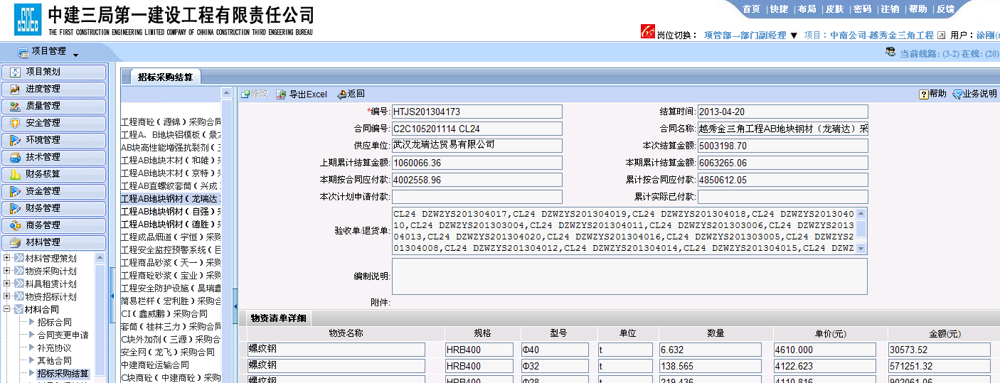 中建三局第一建设工程有限责任公司
THE FIRST CONSTRUCTION ENGINEERING LIMITED COMPANY OF CHHINA CONSTRUCTION THIRD ENGEERING BUREAU
首页 |快捷 |布局 |皮肤 |密码 |注销 |帮助 |反馈
岗位切换： 项管部→部门副经理 ▼ 项目：中南公司-越秀金三角工程 用户：涂刚(
项目管理
当前线路: (3-2) 在线: (20)
项目策划
进度管理
质量管理
安全管理
环境管理
技术管理
财务核算
资金管理
财务管理
商务管理
材料管理
材料管理策划
物资采购计划
料具租赁计划
物资招标计划
材料合同
招标合同
合同变更申请
补充协议
其他合同
招标采购结算
招标采购结算
工程商砼（源锦）采购合同
工程A、B地块铝模板（景
AB块高性能增强抗裂剂（
工程AB地块木材（和雄）采
工程AB地块木材（京特）采
工程AB直螺纹套筒（兴成
工程AB地块钢材（龙瑞达
工程AB地块钢材（自强）采
工程AB地块钢材（德胜）采
工程成品烟道（宇恒）采购
工程安全监控预警系统（
工程商品砂浆（天一）采购
工程商砼砂浆（宝业）采购
工程安全防护设施（昊瑞鑫
简易栏杆（宏利胜）采购合
CI（鑫威鹏）采购合同
套筒（桂林三力）采购合同
C块外加剂（三源）采购合同
安全网（龙飞）采购合同
中建商砼运输合同
C块商砼（中建商砼）采购
修改 导出Excel 返回 帮助 业务说明
*编号: HTJS201304173 结算时间: 2013-04-20
合同编号: C2C105201114 CL24 合同名称: 越秀金三角工程AB地块钢材（龙瑞达）采
供应单位: 武汉龙瑞达贸易有限公司 本次结算金额: 5003198.70
上期累计结算金额: 1060066.36 本期累计结算金额: 6063265.06
本期按合同应付款: 4002558.96 累计按合同应付款: 4850612.05
本次计划申请付款: 累计实际已付款:
验收单/退货单:
CL24 DZWZYS201304017,CL24 DZWZYS201304019,CL24 DZWZYS201304018,CL24 DZWZYS2013040
10,CL24 DZWZYS201303004,CL24 DZWZYS201304011,CL24 DZWZYS201303006,CL24 DZWZYS2013
04013,CL24 DZWZYS201304020,CL24 DZWZYS201304016,CL24 DZWZYS201303005,CL24 DZWZYS2
01304008,CL24 DZWZYS201304012,CL24 DZWZYS201304014,CL24 DZWZYS201304015,CL24 DZWZ
编制说明:
附件:
物资清单详细
物资名称 规格 型号 单位 数量 单价(元) 金额(元)
螺纹钢 HRB400 Φ40 t 6.632 4610.000 30573.52
螺纹钢 HRB400 Φ32 t 138.565 4122.623 571251.32
螺纹钢 HRB400 Φ28 t 219.436 4110.816 902061.06